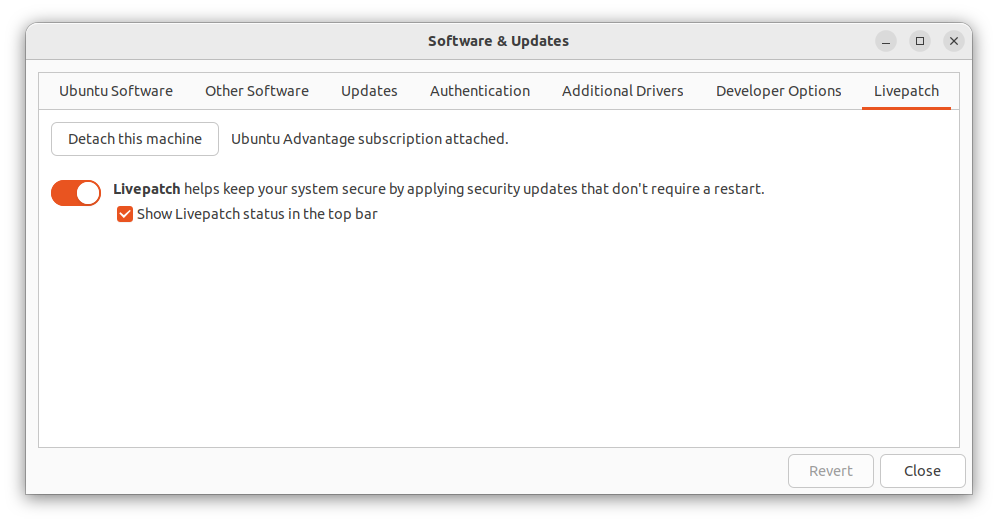 Software & Updates
Ubuntu Software Other Software Updates Authentication Additional Drivers Developer Options Livepatch
Detach this machine Ubuntu Advantage subscription attached.
Livepatch helps keep your system secure by applying security updates that don't require a restart.
Show Livepatch status in the top bar
Revert Close